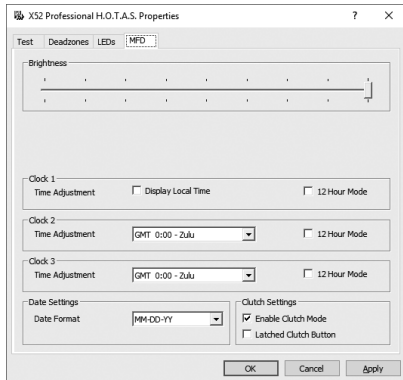 X52 Professional H.O.T.A.S. Properties
Test Deadzones LEDs MFD
Brightness
Clock 1
Time Adjustment Display Local Time 12 Hour Mode
Clock 2
Time Adjustment GMT 0:00 - Zulu 12 Hour Mode
Clock 3
Time Adjustment GMT 0:00 - Zulu 12 Hour Mode
Date Settings Clutch Settings
Date Format MM-DD-YY Enable Clutch Mode
Latched Clutch Button
OK Cancel Apply